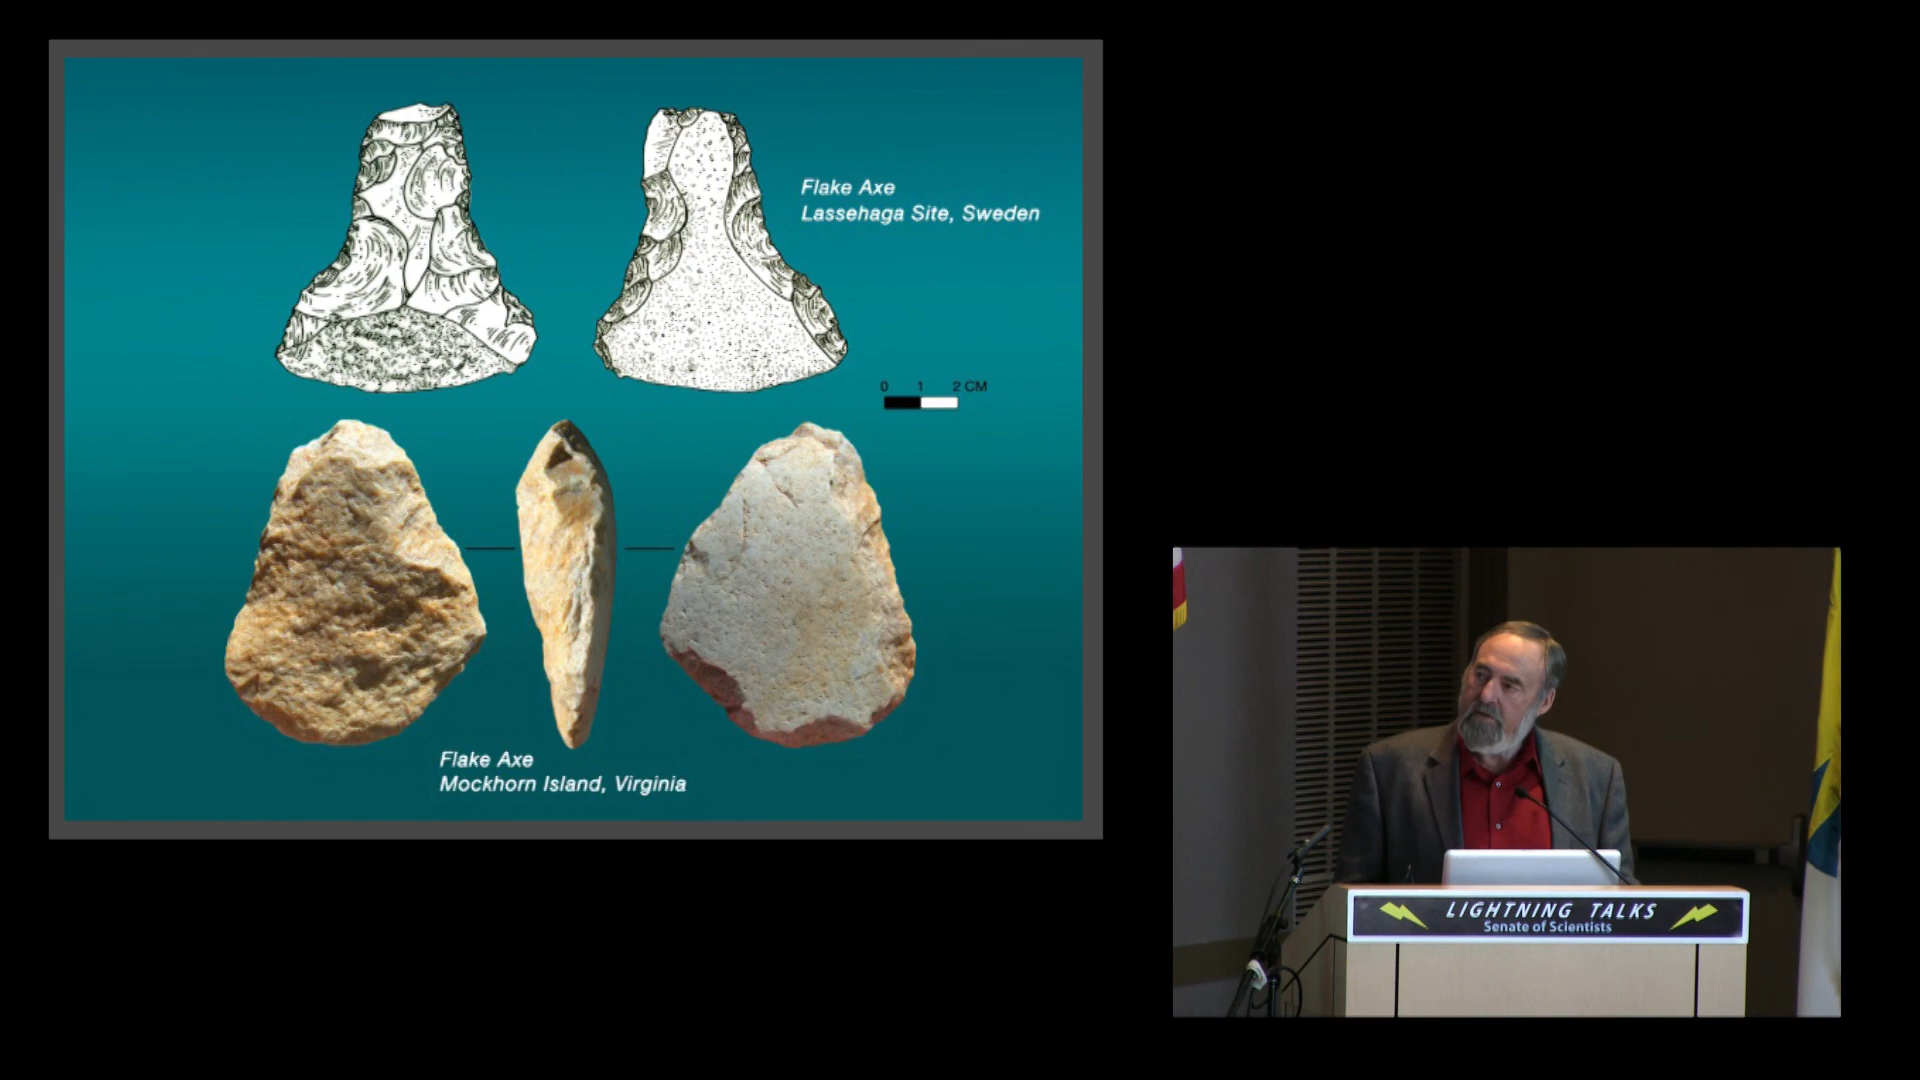 Flake Axe
Lassehaga Site, Sweden
0 1 2 CM
Flake Axe
Mockhorn Island, Virginia
LIGHTNING TALKS
Senate of Scientists